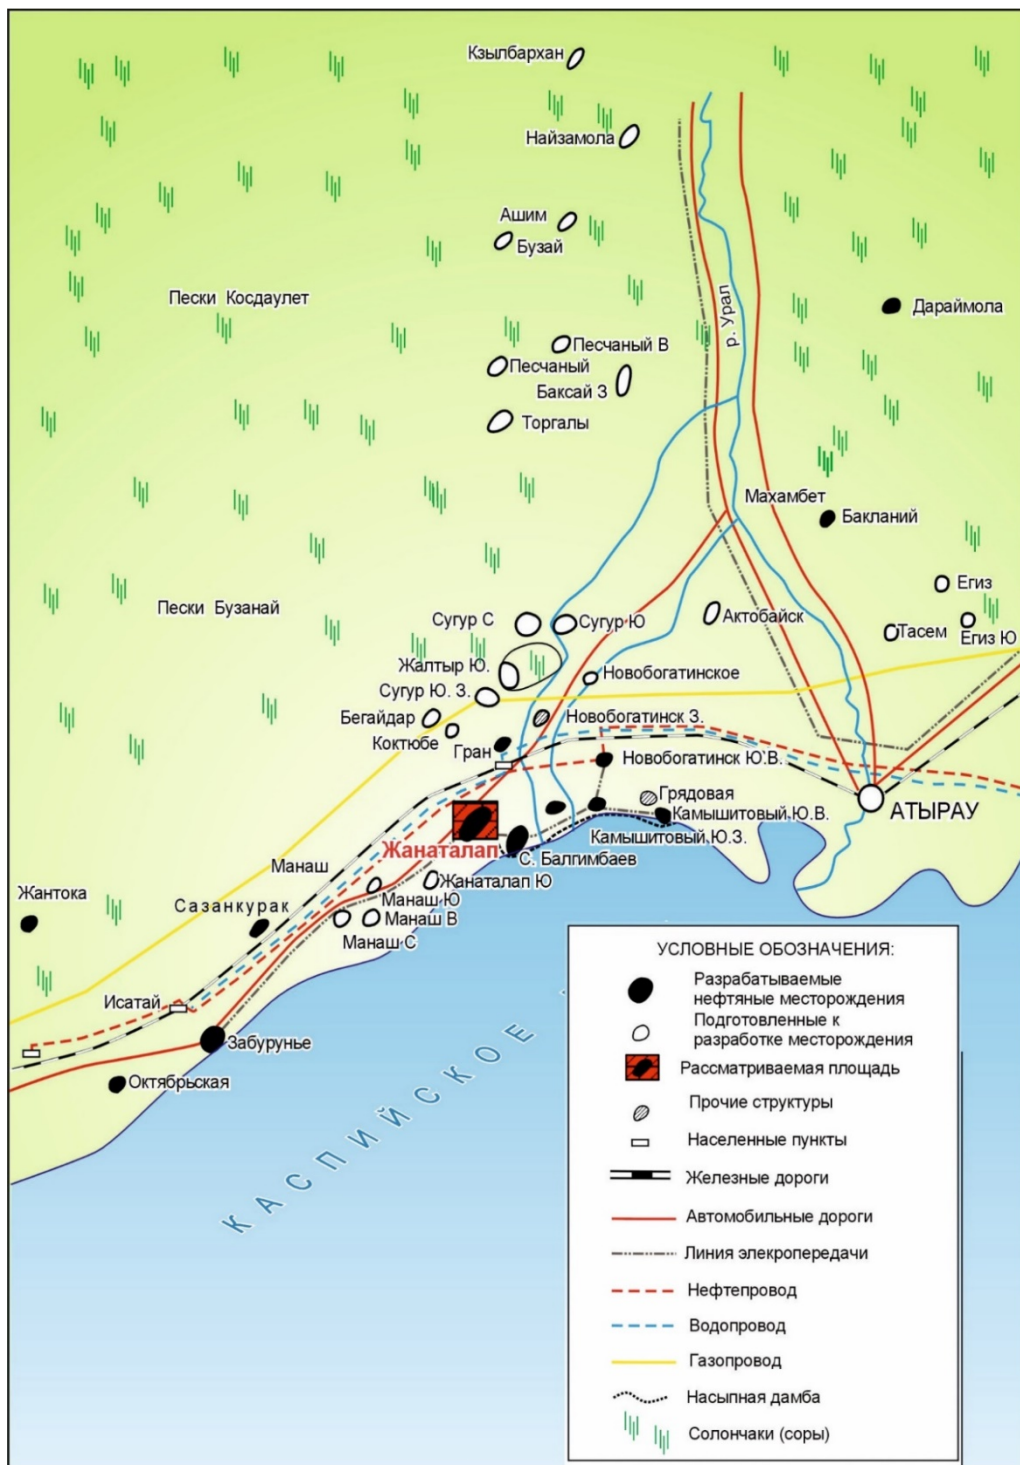 Кзылбархан
Найзамола
Ашим
Бузай
Пески Косдаулет
р. Урал
Дараймола
Песчаный В
Песчаный
Баксай З
Торгалы
Махамбет
Бакланий
Егиз
Пески Бузанай
Сугур С
Сугур Ю
Актобайск
Тасем
Егиз Ю
Жалтыр Ю.
Новобогатинское
Сугур Ю. З.
Бегайдар
Новобогатинск З.
Коктюбе
Гран
Новобогатинск Ю.В.
Грядовая
АТЫРАУ
Камышитовый Ю.В.
Камышитовый Ю.З.
Жанаталап
С. Балгимбаев
Манаш
Жанаталап Ю
Жантока
Сазанкурак
Манаш Ю
Манаш В
Манаш С
Исатай
Забурунье
Октябрьская
КАСПИЙСКОЕ
УСЛОВНЫЕ ОБОЗНАЧЕНИЯ:
Разрабатываемые
нефтяные месторождения
Подготовленные к
разработке месторождения
Рассматриваемая площадь
Прочие структуры
Населенные пункты
Железные дороги
Автомобильные дороги
Линия элекропередачи
Нефтепровод
Водопровод
Газопровод
Насыпная дамба
Солончаки (соры)